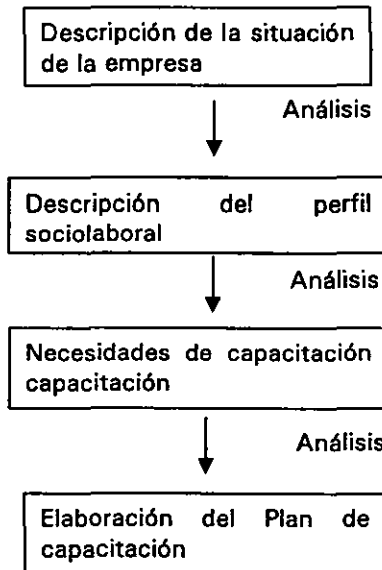 Descripción de la situación
de la empresa
Análisis
Descripción del perfil
sociolaboral
Análisis
Necesidades de capacitación
capacitación
Análisis
Elaboración del Plan de
capacitación